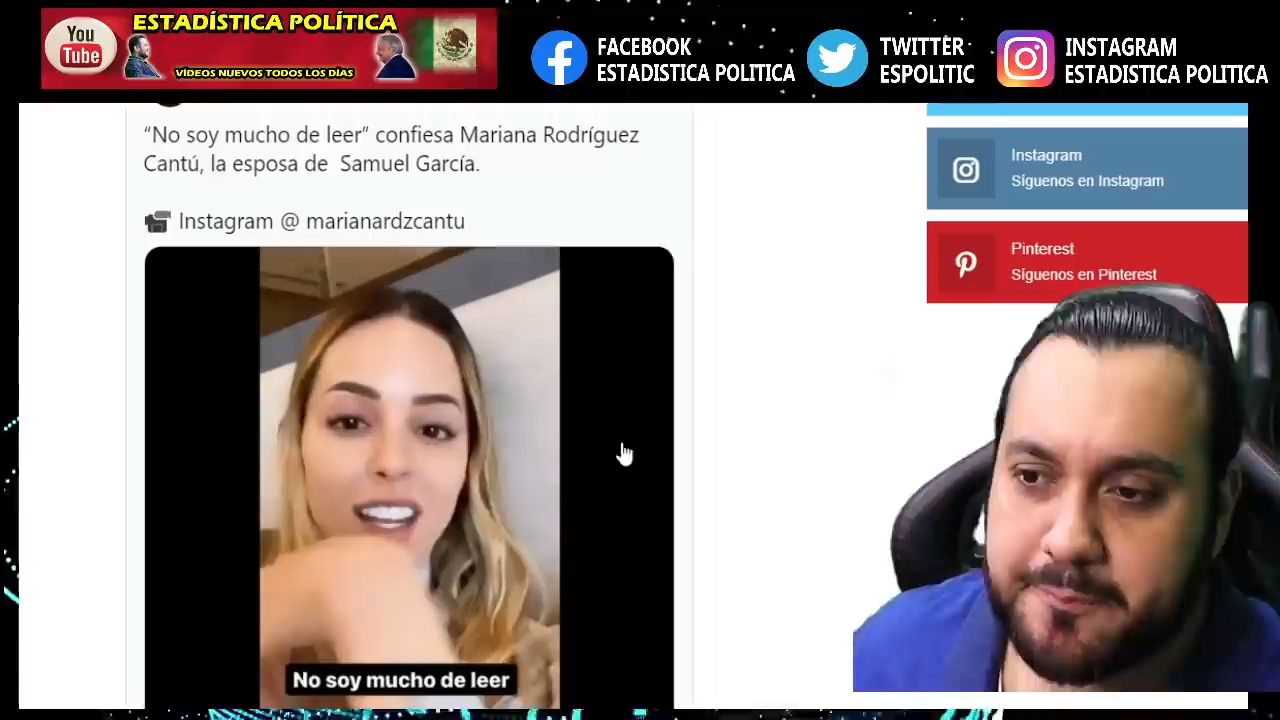 You
Tube
ESTADÍSTICA POLÍTICA
VÍDEOS NUEVOS TODOS LOS DÍAS
FACEBOOK
ESTADISTICA POLITICA
TWITTER
ESPOLITIC
INSTAGRAM
ESTADISTICA POLITICA
“No soy mucho de leer” confiesa Mariana Rodríguez
Cantú, la esposa de Samuel García.
Instagram @ marianardzcantu
No soy mucho de leer
Instagram
Síguenos en Instagram
Pinterest
Síguenos en Pinterest